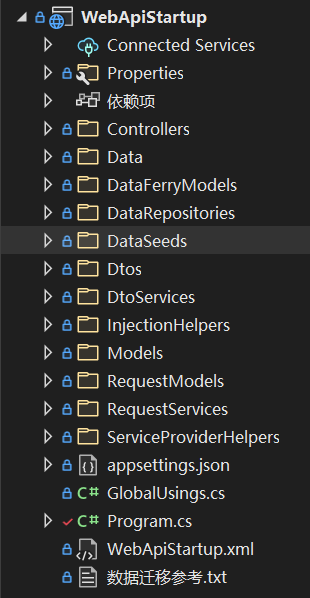 WebApiStartup
Connected Services
Properties
依赖项
Controllers
Data
DataFerryModels
DataRepositories
DataSeeds
Dtos
DtoServices
InjectionHelpers
Models
RequestModels
RequestServices
ServiceProviderHelpers
appsettings.json
C# GlobalUsings.cs
C# Program.cs
WebApiStartup.xml
数据迁移参考.txt